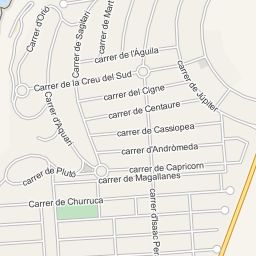 Carrer d'Orió
Carrer de Sagitari
carrer de Mart
carrer de l'Àguila
Carrer de la Creu del Sud
carrer del Cigne
carrer de Júpiter
carrer de Centaure
Carrer d'Aquari
carrer de Cassiopea
carrer d'Andròmeda
carrer de Capricorn
carrer de Plutó
carrer de Magallanes
Carrer de Churruca
carrer d'Isaac Per